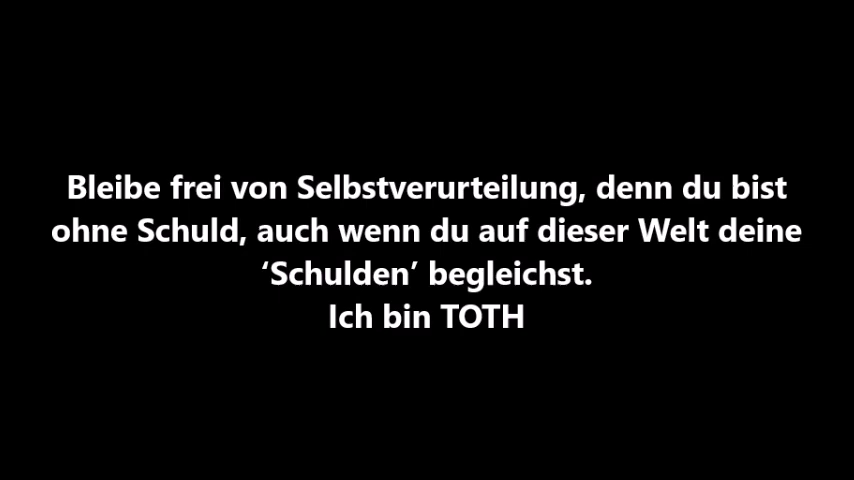 Bleibe frei von Selbstverurteilung, denn du bist
ohne Schuld, auch wenn du auf dieser Welt deine
‘Schulden’ begleichst.
Ich bin TOTH